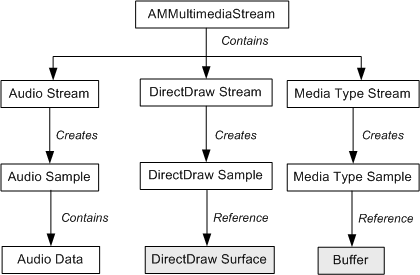 AMMultimediaStream
Contains
Audio Stream
DirectDraw Stream
Media Type Stream
Creates
Creates
Creates
Audio Sample
DirectDraw Sample
Media Type Sample
Contains
Reference
Reference
Audio Data
DirectDraw Surface
Buffer